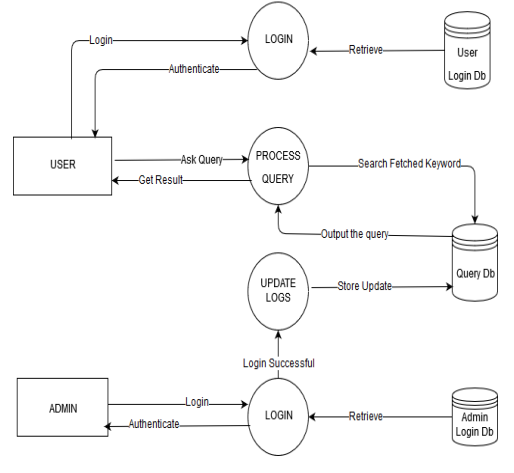 Login
LOGIN
Retrieve
User
Login Db
Authenticate
USER
Ask Query
Get Result
PROCESS
QUERY
Search Fetched Keyword
Output the query
Query Db
UPDATE
LOGS
Store Update
Login Successful
ADMIN
Login
Authenticate
LOGIN
Retrieve
Admin
Login Db